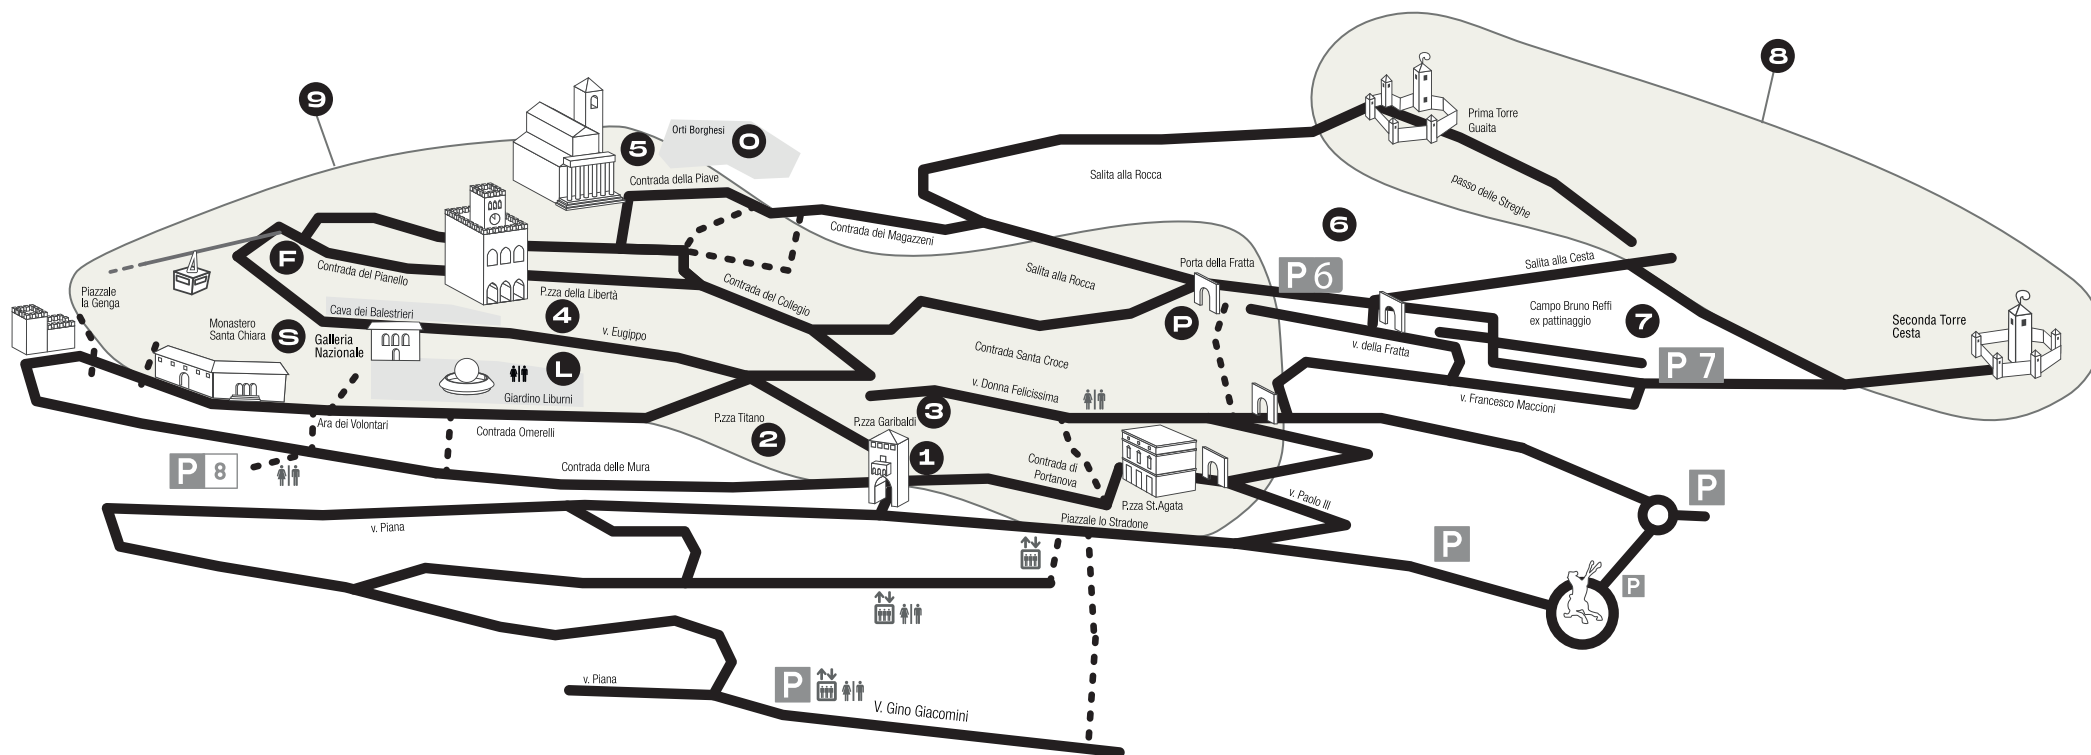 9
8
5
Orti Borghesi
O
Prima Torre
Guaita
Contrada della Piave
Salita alla Rocca
passo delle Streghe
Contrada dei Magazzeni
6
F
Contrada del Pianello
Salita alla Rocca
Porta della Fratta
P 6
Salita alla Cesta
Piazzale
la Genga
P.zza della Libertà
Contrada del Collegio
Cava dei Balestrieri
4
P
Campo Bruno Reffi
ex pattinaggio
7
Seconda Torre
Cesta
Monastero
Santa Chiara
S
Galleria
Nazionale
v. Eugippo
Contrada Santa Croce
v. della Fratta
P 7
L
Giardino Liburni
v. Donna Felicissima
v. Francesco Maccioni
3
Ara dei Volontari
Contrada Omerelli
P.zza Titano
2
P.zza Garibaldi
1
P 8
Contrada delle Mura
Contrada di
Portanova
P.zza St.Agata
v. Paolo III
P
Piazzale lo Stradone
v. Piana
P
P
v. Piana
P
V. Gino Giacomini